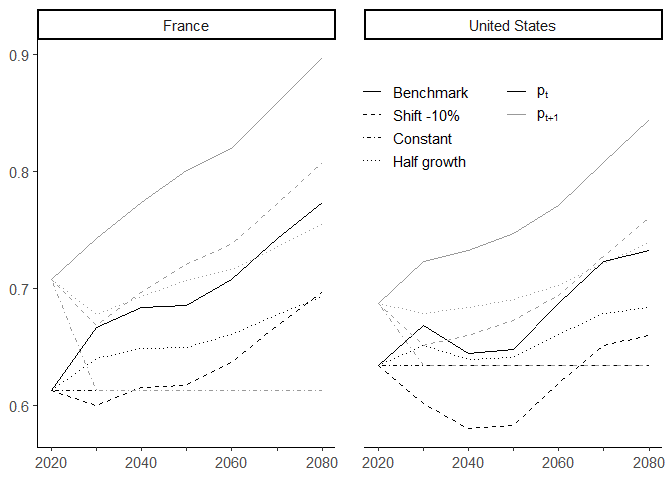 France
United States
0.9
0.8
0.7
0.6
Benchmark
Shift -10%
Constant
Half growth
pt
pt+1
2020 2040 2060 2080
2020 2040 2060 2080